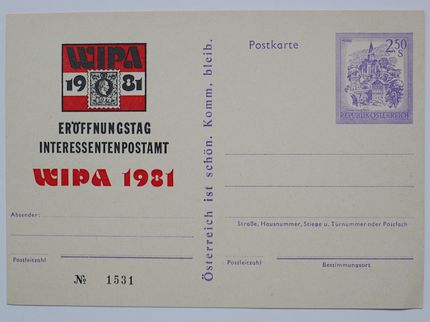 WIPA
19 81
ERÖFFNUNGSTAG
INTERESSENTENPOSTAMT
WIPA 1981
Absender:
Postleitzahl
№ 1531
Österreich ist schön. Komm, bleib.
Postkarte
2.50
S
REPUBLIK ÖSTERREICH
Straße, Hausnummer, Stiege u. Türnummer oder Postfach
Postleitzahl
Bestimmungsort